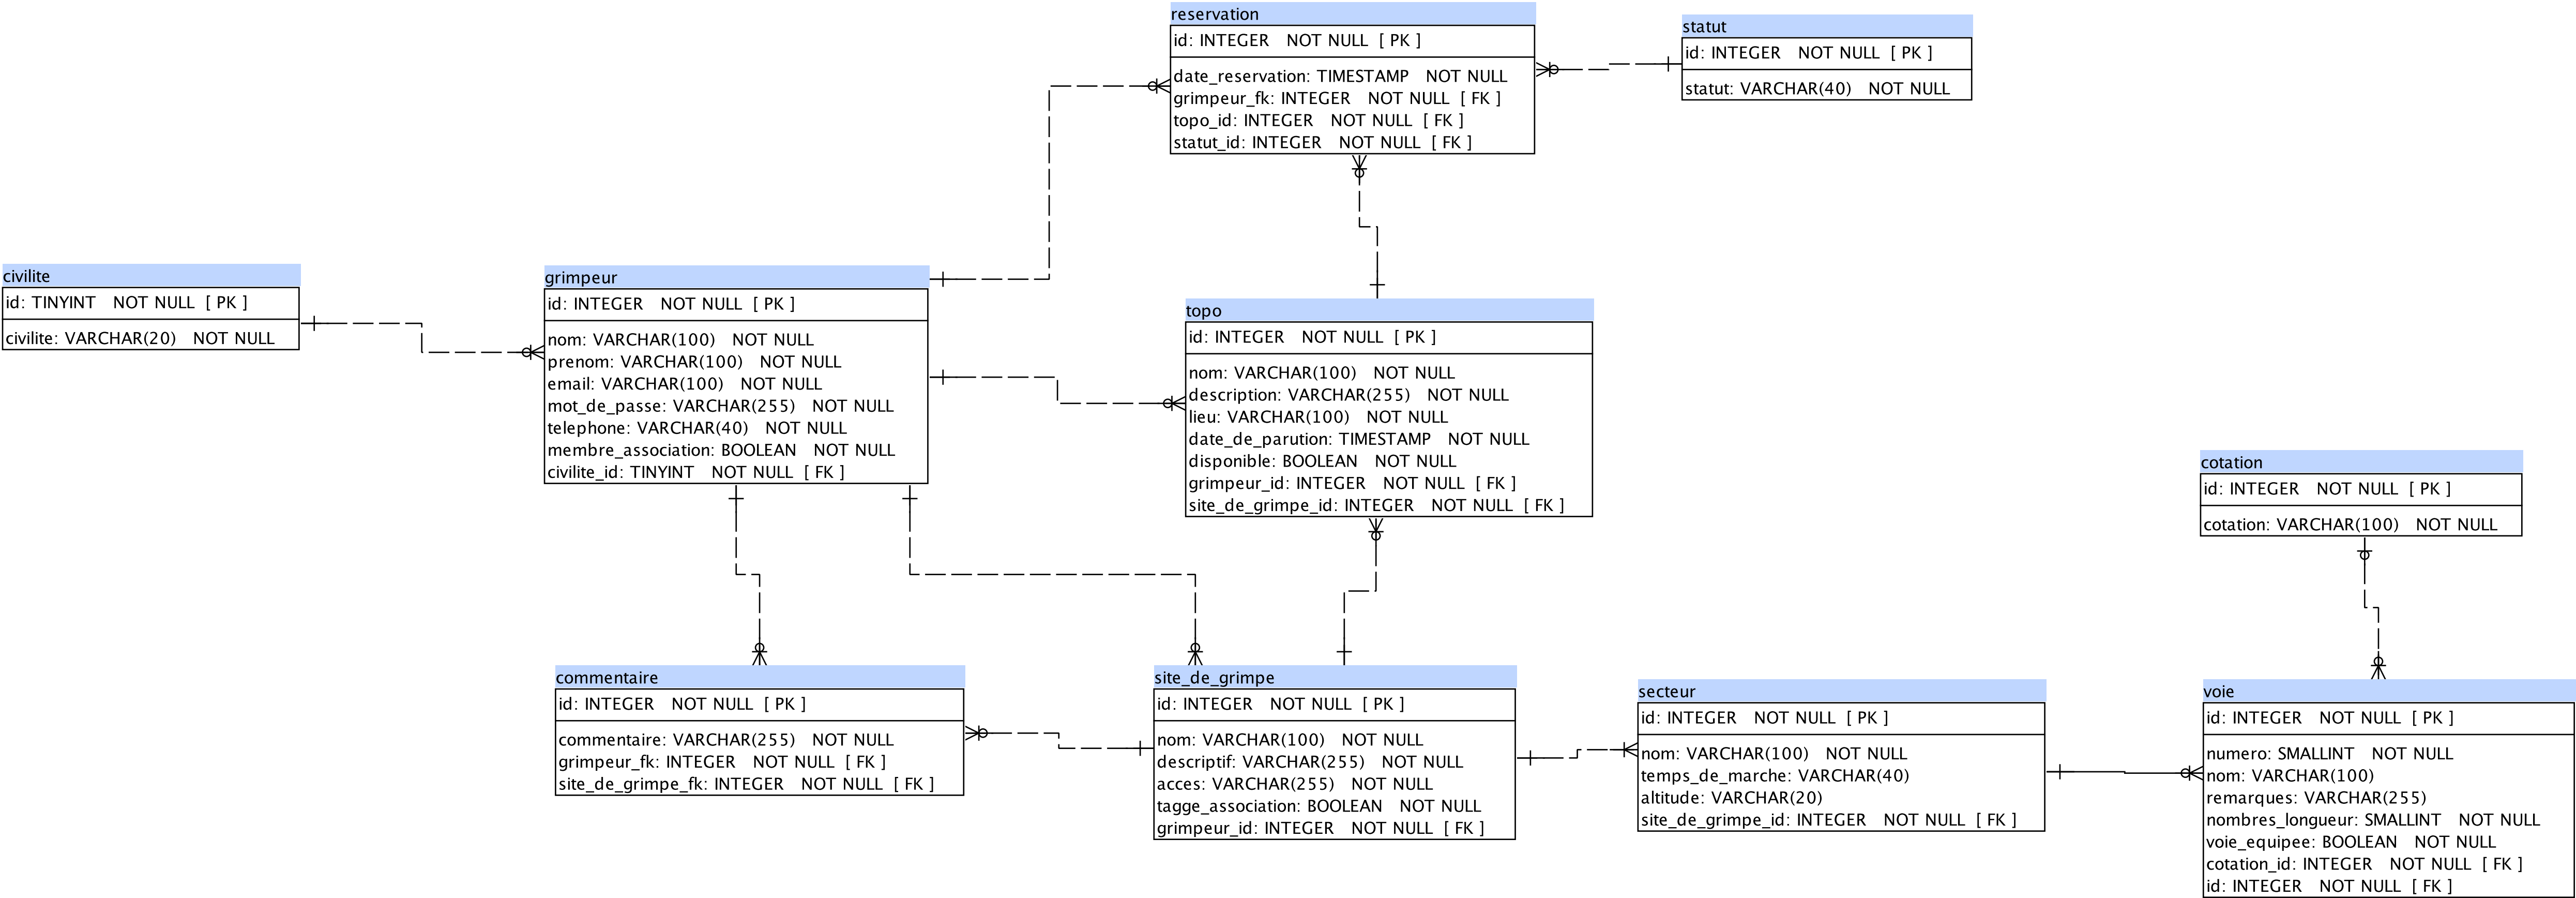 reservation
id: INTEGER NOT NULL [ PK ]
date_reservation: TIMESTAMP NOT NULL
grimpeur_fk: INTEGER NOT NULL [ FK ]
topo_id: INTEGER NOT NULL [ FK ]
statut_id: INTEGER NOT NULL [ FK ]
statut
id: INTEGER NOT NULL [ PK ]
statut: VARCHAR(40) NOT NULL
civilite
id: TINYINT NOT NULL [ PK ]
civilite: VARCHAR(20) NOT NULL
grimpeur
id: INTEGER NOT NULL [ PK ]
nom: VARCHAR(100) NOT NULL
prenom: VARCHAR(100) NOT NULL
email: VARCHAR(100) NOT NULL
mot_de_passe: VARCHAR(255) NOT NULL
telephone: VARCHAR(40) NOT NULL
membre_association: BOOLEAN NOT NULL
civilite_id: TINYINT NOT NULL [ FK ]
topo
id: INTEGER NOT NULL [ PK ]
nom: VARCHAR(100) NOT NULL
description: VARCHAR(255) NOT NULL
lieu: VARCHAR(100) NOT NULL
date_de_parution: TIMESTAMP NOT NULL
disponible: BOOLEAN NOT NULL
grimpeur_id: INTEGER NOT NULL [ FK ]
site_de_grimpe_id: INTEGER NOT NULL [ FK ]
cotation
id: INTEGER NOT NULL [ PK ]
cotation: VARCHAR(100) NOT NULL
commentaire
id: INTEGER NOT NULL [ PK ]
commentaire: VARCHAR(255) NOT NULL
grimpeur_fk: INTEGER NOT NULL [ FK ]
site_de_grimpe_fk: INTEGER NOT NULL [ FK ]
site_de_grimpe
id: INTEGER NOT NULL [ PK ]
nom: VARCHAR(100) NOT NULL
descriptif: VARCHAR(255) NOT NULL
acces: VARCHAR(255) NOT NULL
tagge_association: BOOLEAN NOT NULL
grimpeur_id: INTEGER NOT NULL [ FK ]
secteur
id: INTEGER NOT NULL [ PK ]
nom: VARCHAR(100) NOT NULL
temps_de_marche: VARCHAR(40)
altitude: VARCHAR(20)
site_de_grimpe_id: INTEGER NOT NULL [ FK ]
voie
id: INTEGER NOT NULL [ PK ]
numero: SMALLINT NOT NULL
nom: VARCHAR(100)
remarques: VARCHAR(255)
nombres_longueur: SMALLINT NOT NULL
voie_equipee: BOOLEAN NOT NULL
cotation_id: INTEGER NOT NULL [ FK ]
id: INTEGER NOT NULL [ FK ]